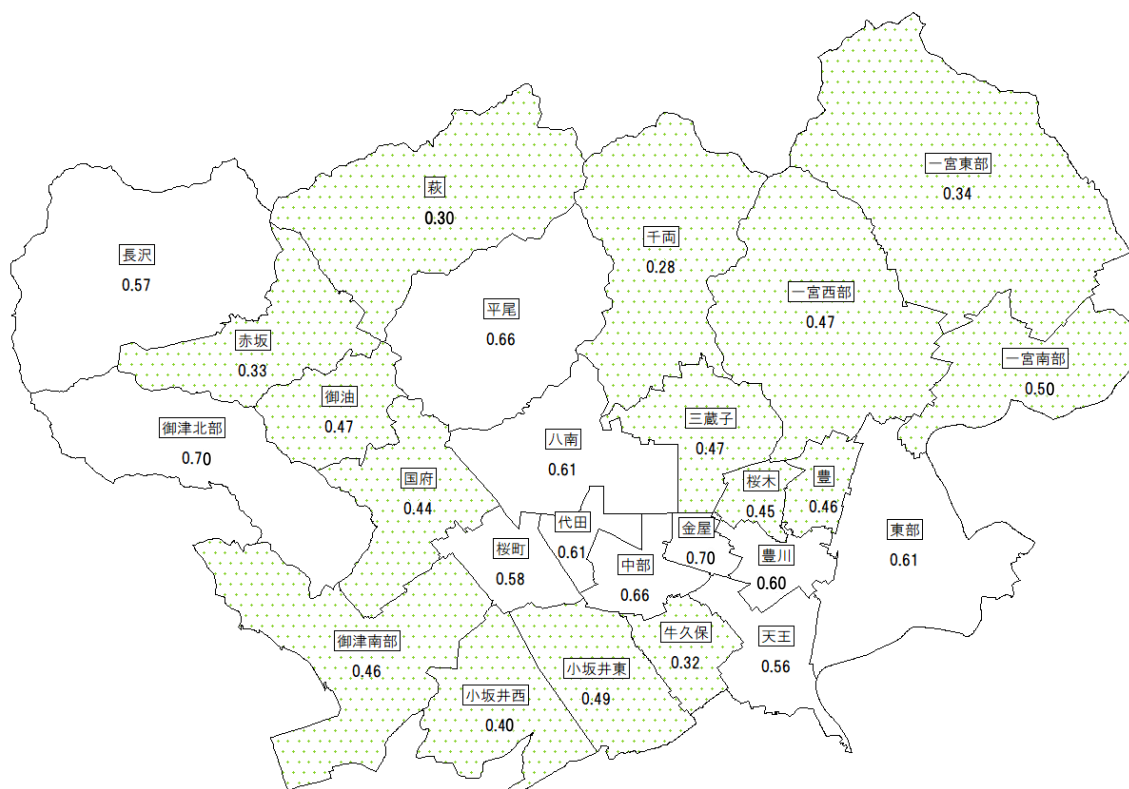 一宮東部
0.34
萩
0.30
千両
0.28
長沢
0.57
一宮西部
0.47
平尾
0.66
赤坂
0.33
一宮南部
0.50
御油
0.47
御津北部
0.70
三蔵子
0.47
八南
0.61
国府
0.44
桜木
0.45
豊
0.46
代田
0.61
金屋
0.70
東部
0.61
桜町
0.58
中部
0.66
豊川
0.60
御津南部
0.46
牛久保
0.32
天王
0.56
小坂井東
0.49
小坂井西
0.40